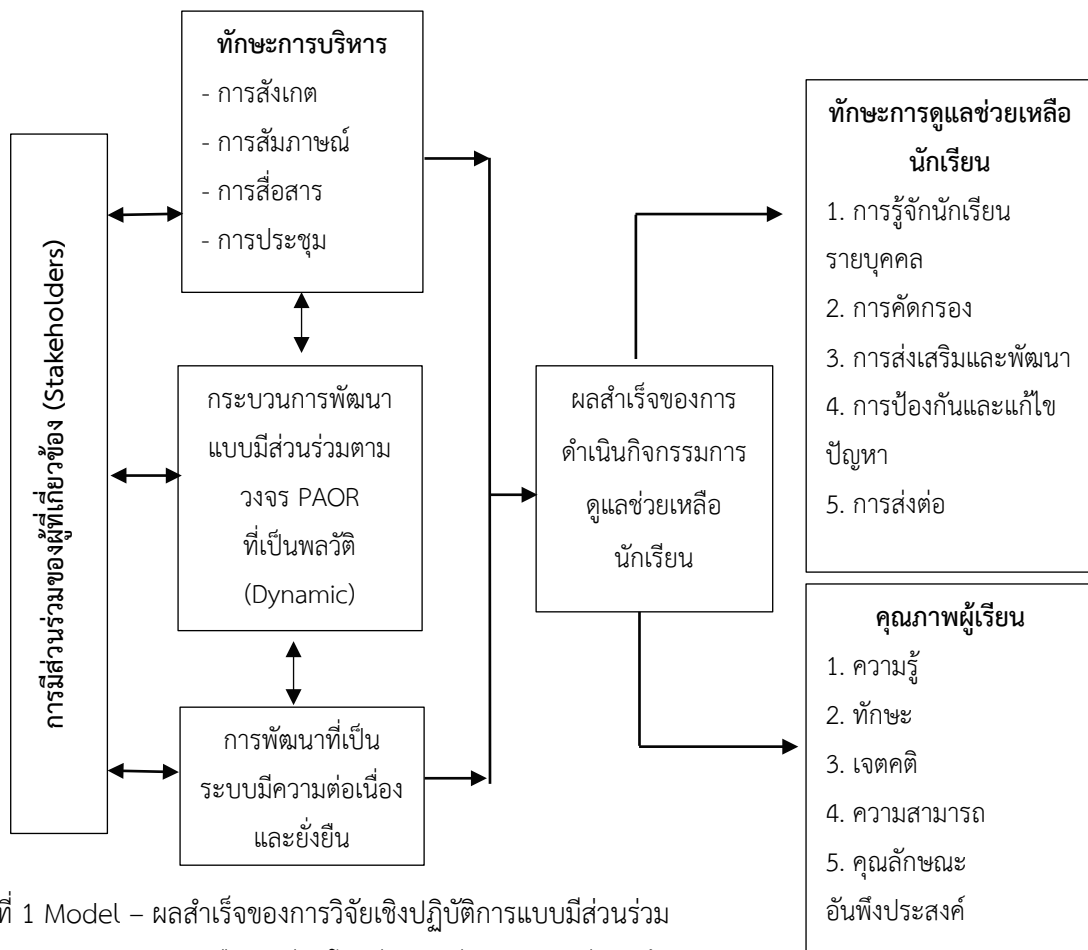 การมีส่วนร่วมของผู้ที่เกี่ยวข้อง (Stakeholders)
ทักษะการบริหาร
- การสังเกต
- การสัมภาษณ์
- การสื่อสาร
- การประชุม
กระบวนการพัฒนา
แบบมีส่วนร่วมตาม
วงจร PAOR
ที่เป็นพลวัติ
(Dynamic)
การพัฒนาที่เป็น
ระบบมีความต่อเนื่อง
และยั่งยืน
ผลสำเร็จของการ
ดำเนินกิจกรรมการ
ดูแลช่วยเหลือ
นักเรียน
ทักษะการดูแลช่วยเหลือ
นักเรียน
1. การรู้จักนักเรียน
รายบุคคล
2. การคัดกรอง
3. การส่งเสริมและพัฒนา
4. การป้องกันและแก้ไข
ปัญหา
5. การส่งต่อ
คุณภาพผู้เรียน
1. ความรู้
2. ทักษะ
3. เจตคติ
4. ความสามารถ
5. คุณลักษณะ
อันพึงประสงค์
ที่ 1 Model – ผลสำเร็จของการวิจัยเชิงปฏิบัติการแบบมีส่วนร่วม